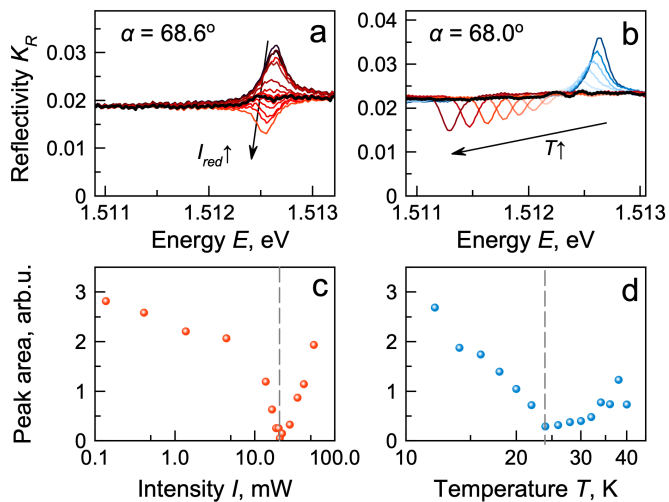 α = 68.6° a
α = 68.0° b
Reflectivity K_R
0.03
0.02
0.01
0
I_red↑
1.511 1.512 1.513
Energy E, eV
0.04
0.03
0.02
0.01
0
T↑
1.511 1.512 1.513
Energy E, eV
c
Peak area, arb.u.
3
2
1
0
0.1 1.0 10.0 100.0
Intensity I, mW
d
3
2
1
0
10 20 30 40
Temperature T, K